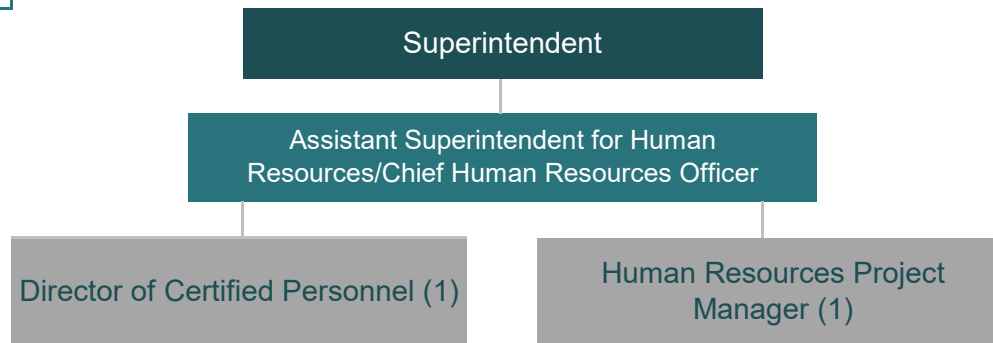 Superintendent
Assistant Superintendent for Human
Resources/Chief Human Resources Officer
Director of Certified Personnel (1)
Human Resources Project
Manager (1)